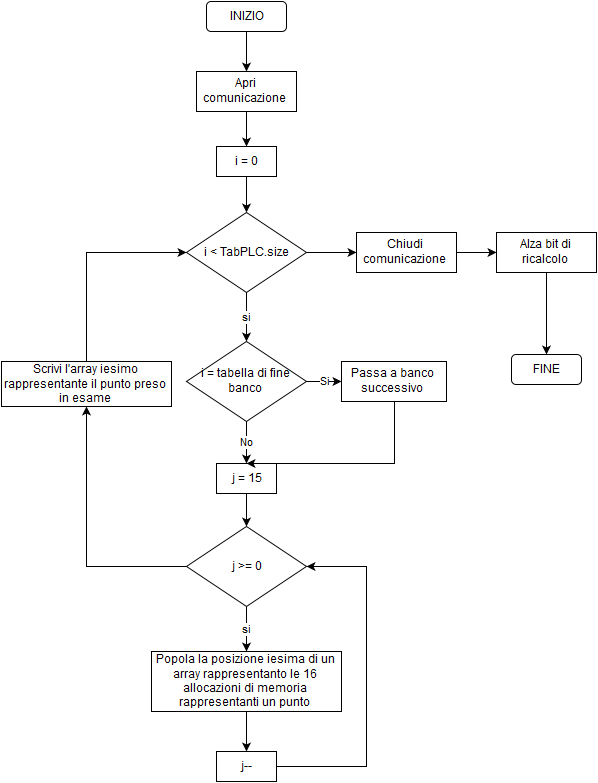 INIZIO
Apri
comunicazione
i = 0
i < TabPLC.size
Chiudi
comunicazione
Alza bit di
ricalcolo
si
FINE
i = tabella di fine
banco
Si
Passa a banco
successivo
Scrivi l'array iesimo
rappresentante il punto preso
in esame
No
j = 15
j >= 0
si
Popola la posizione iesima di un
array rappresentanto le 16
allocazioni di memoria
rappresentanti un punto
j--